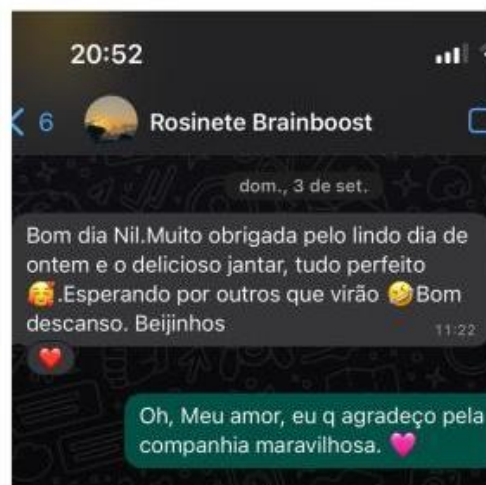 20:52
6
Rosinete Brainboost
dom., 3 de set.
Bom dia Nil.Muito obrigada pelo lindo dia de
ontem e o delicioso jantar, tudo perfeito
🥰.Esperando por outros que virão 🤣Bom
descanso. Beijinhos
11:22
Oh, Meu amor, eu q agradeço pela
companhia maravilhosa. 💗